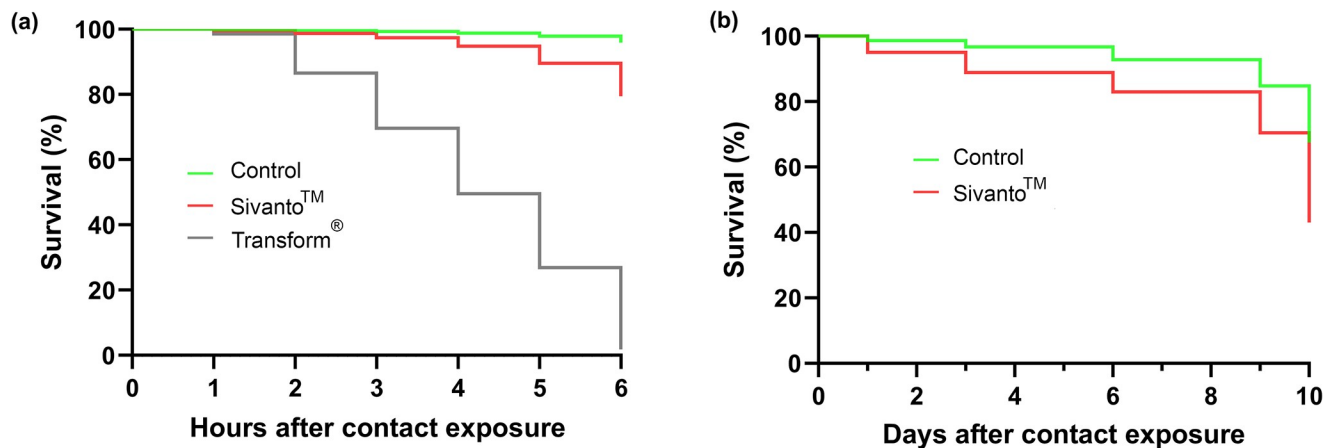 (a)
Survival (%)
100
80
60
40
20
0
Control
Sivanto™
Transform®
0 1 2 3 4 5 6
Hours after contact exposure
(b)
Survival (%)
100
80
60
40
20
0
Control
Sivanto™
0 2 4 6 8 10
Days after contact exposure